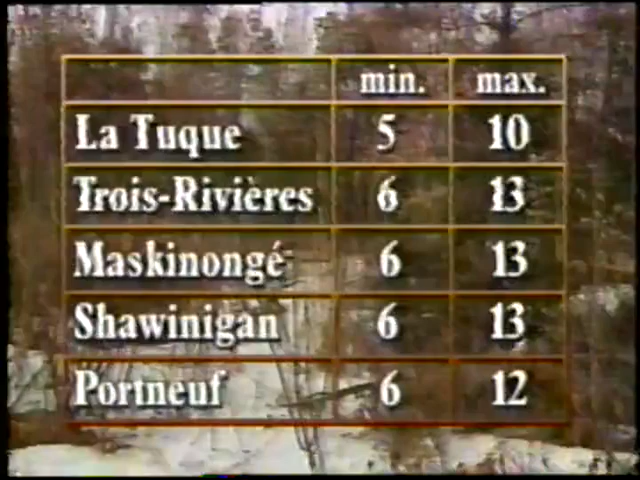 min. max.
La Tuque 5 10
Trois-Rivières 6 13
Maskinongé 6 13
Shawinigan 6 13
Portneuf 6 12